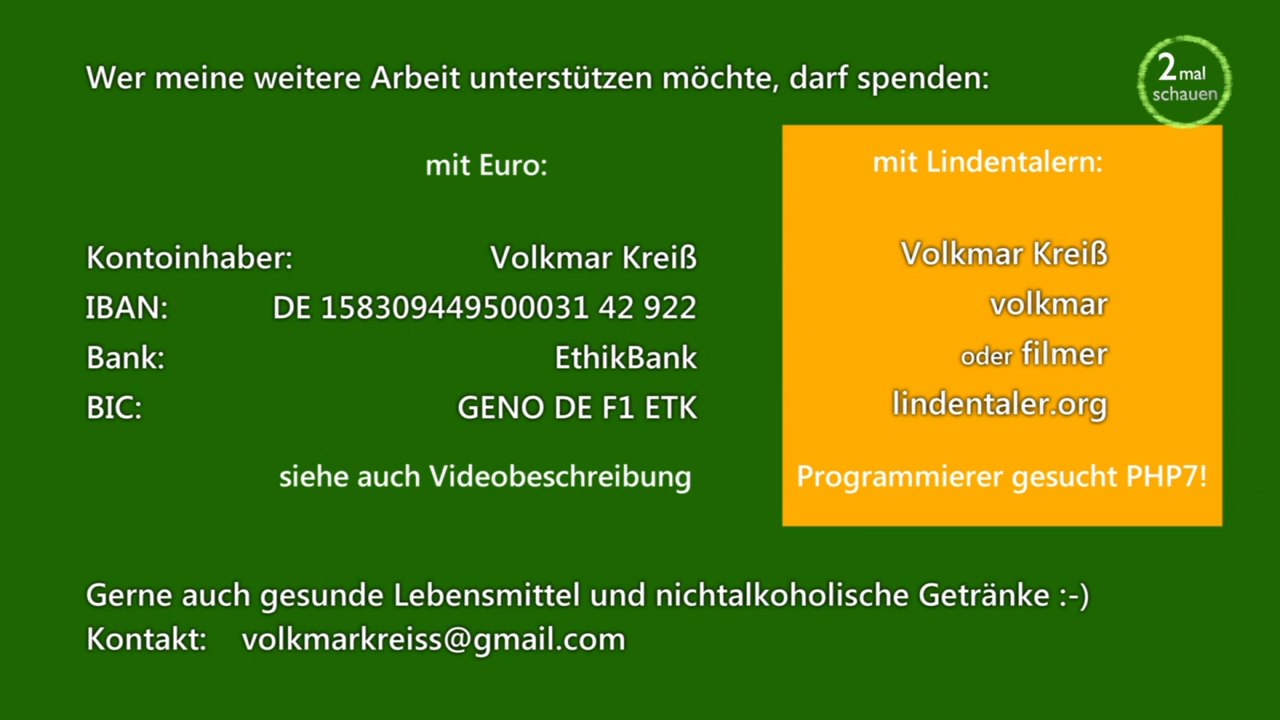 Wer meine weitere Arbeit unterstützen möchte, darf spenden:
2 mal
schauen
mit Euro:
Kontoinhaber: Volkmar Kreiß
IBAN: DE 158309449500031 42 922
Bank: EthikBank
BIC: GENO DE F1 ETK
siehe auch Videobeschreibung
mit Lindentalern:
Volkmar Kreiß
volkmar
oder filmer
lindentaler.org
Programmierer gesucht PHP7!
Gerne auch gesunde Lebensmittel und nichtalkoholische Getränke :-)
Kontakt: volkmarkreiss@gmail.com